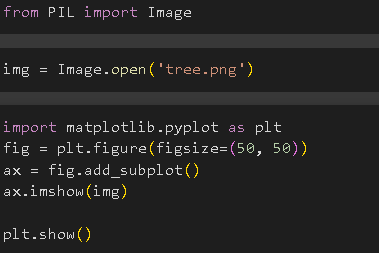 from PIL import Image
img = Image.open('tree.png')
import matplotlib.pyplot as plt
fig = plt.figure(figsize=(50, 50))
ax = fig.add_subplot()
ax.imshow(img)
plt.show()